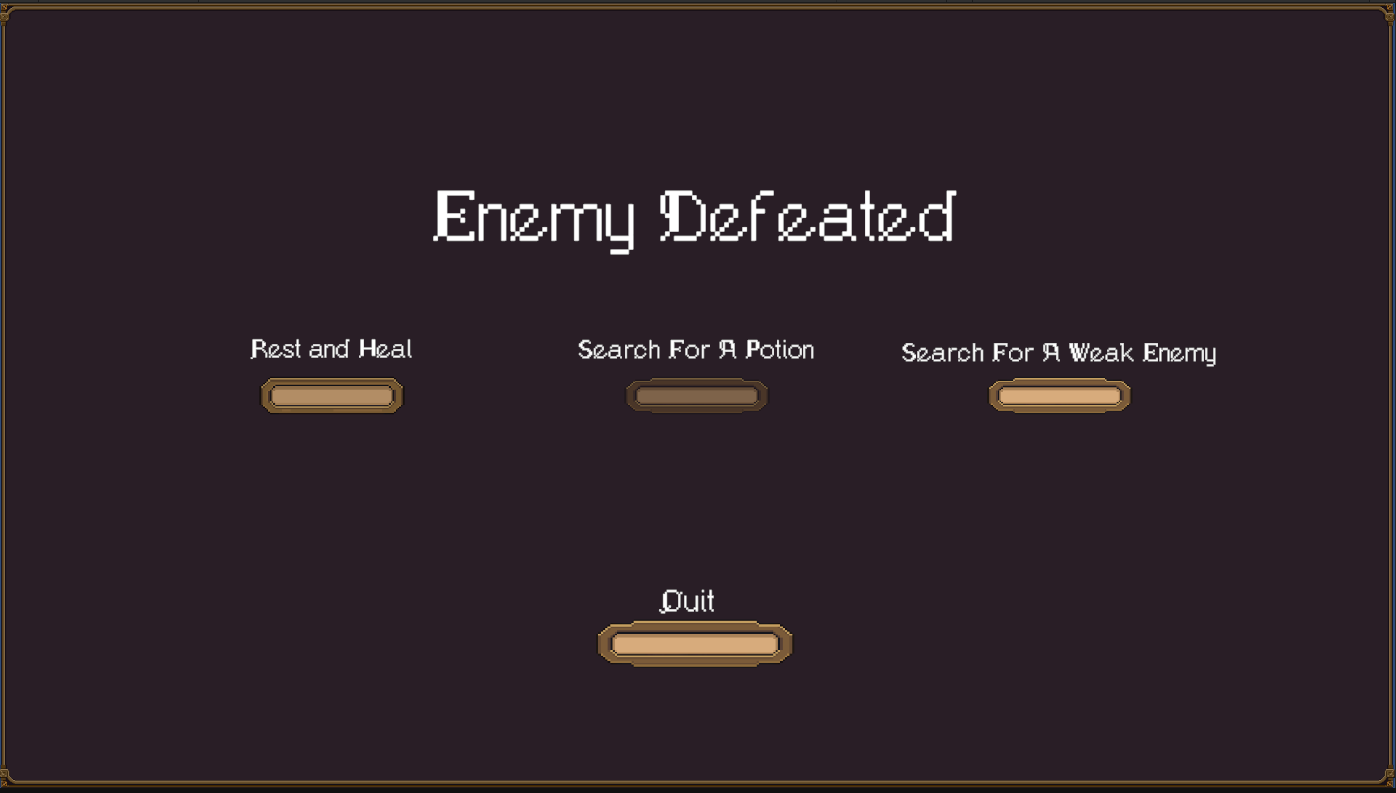 Enemy Defeated
Rest and Heal
Search For A Potion
Search For A Weak Enemy
Quit